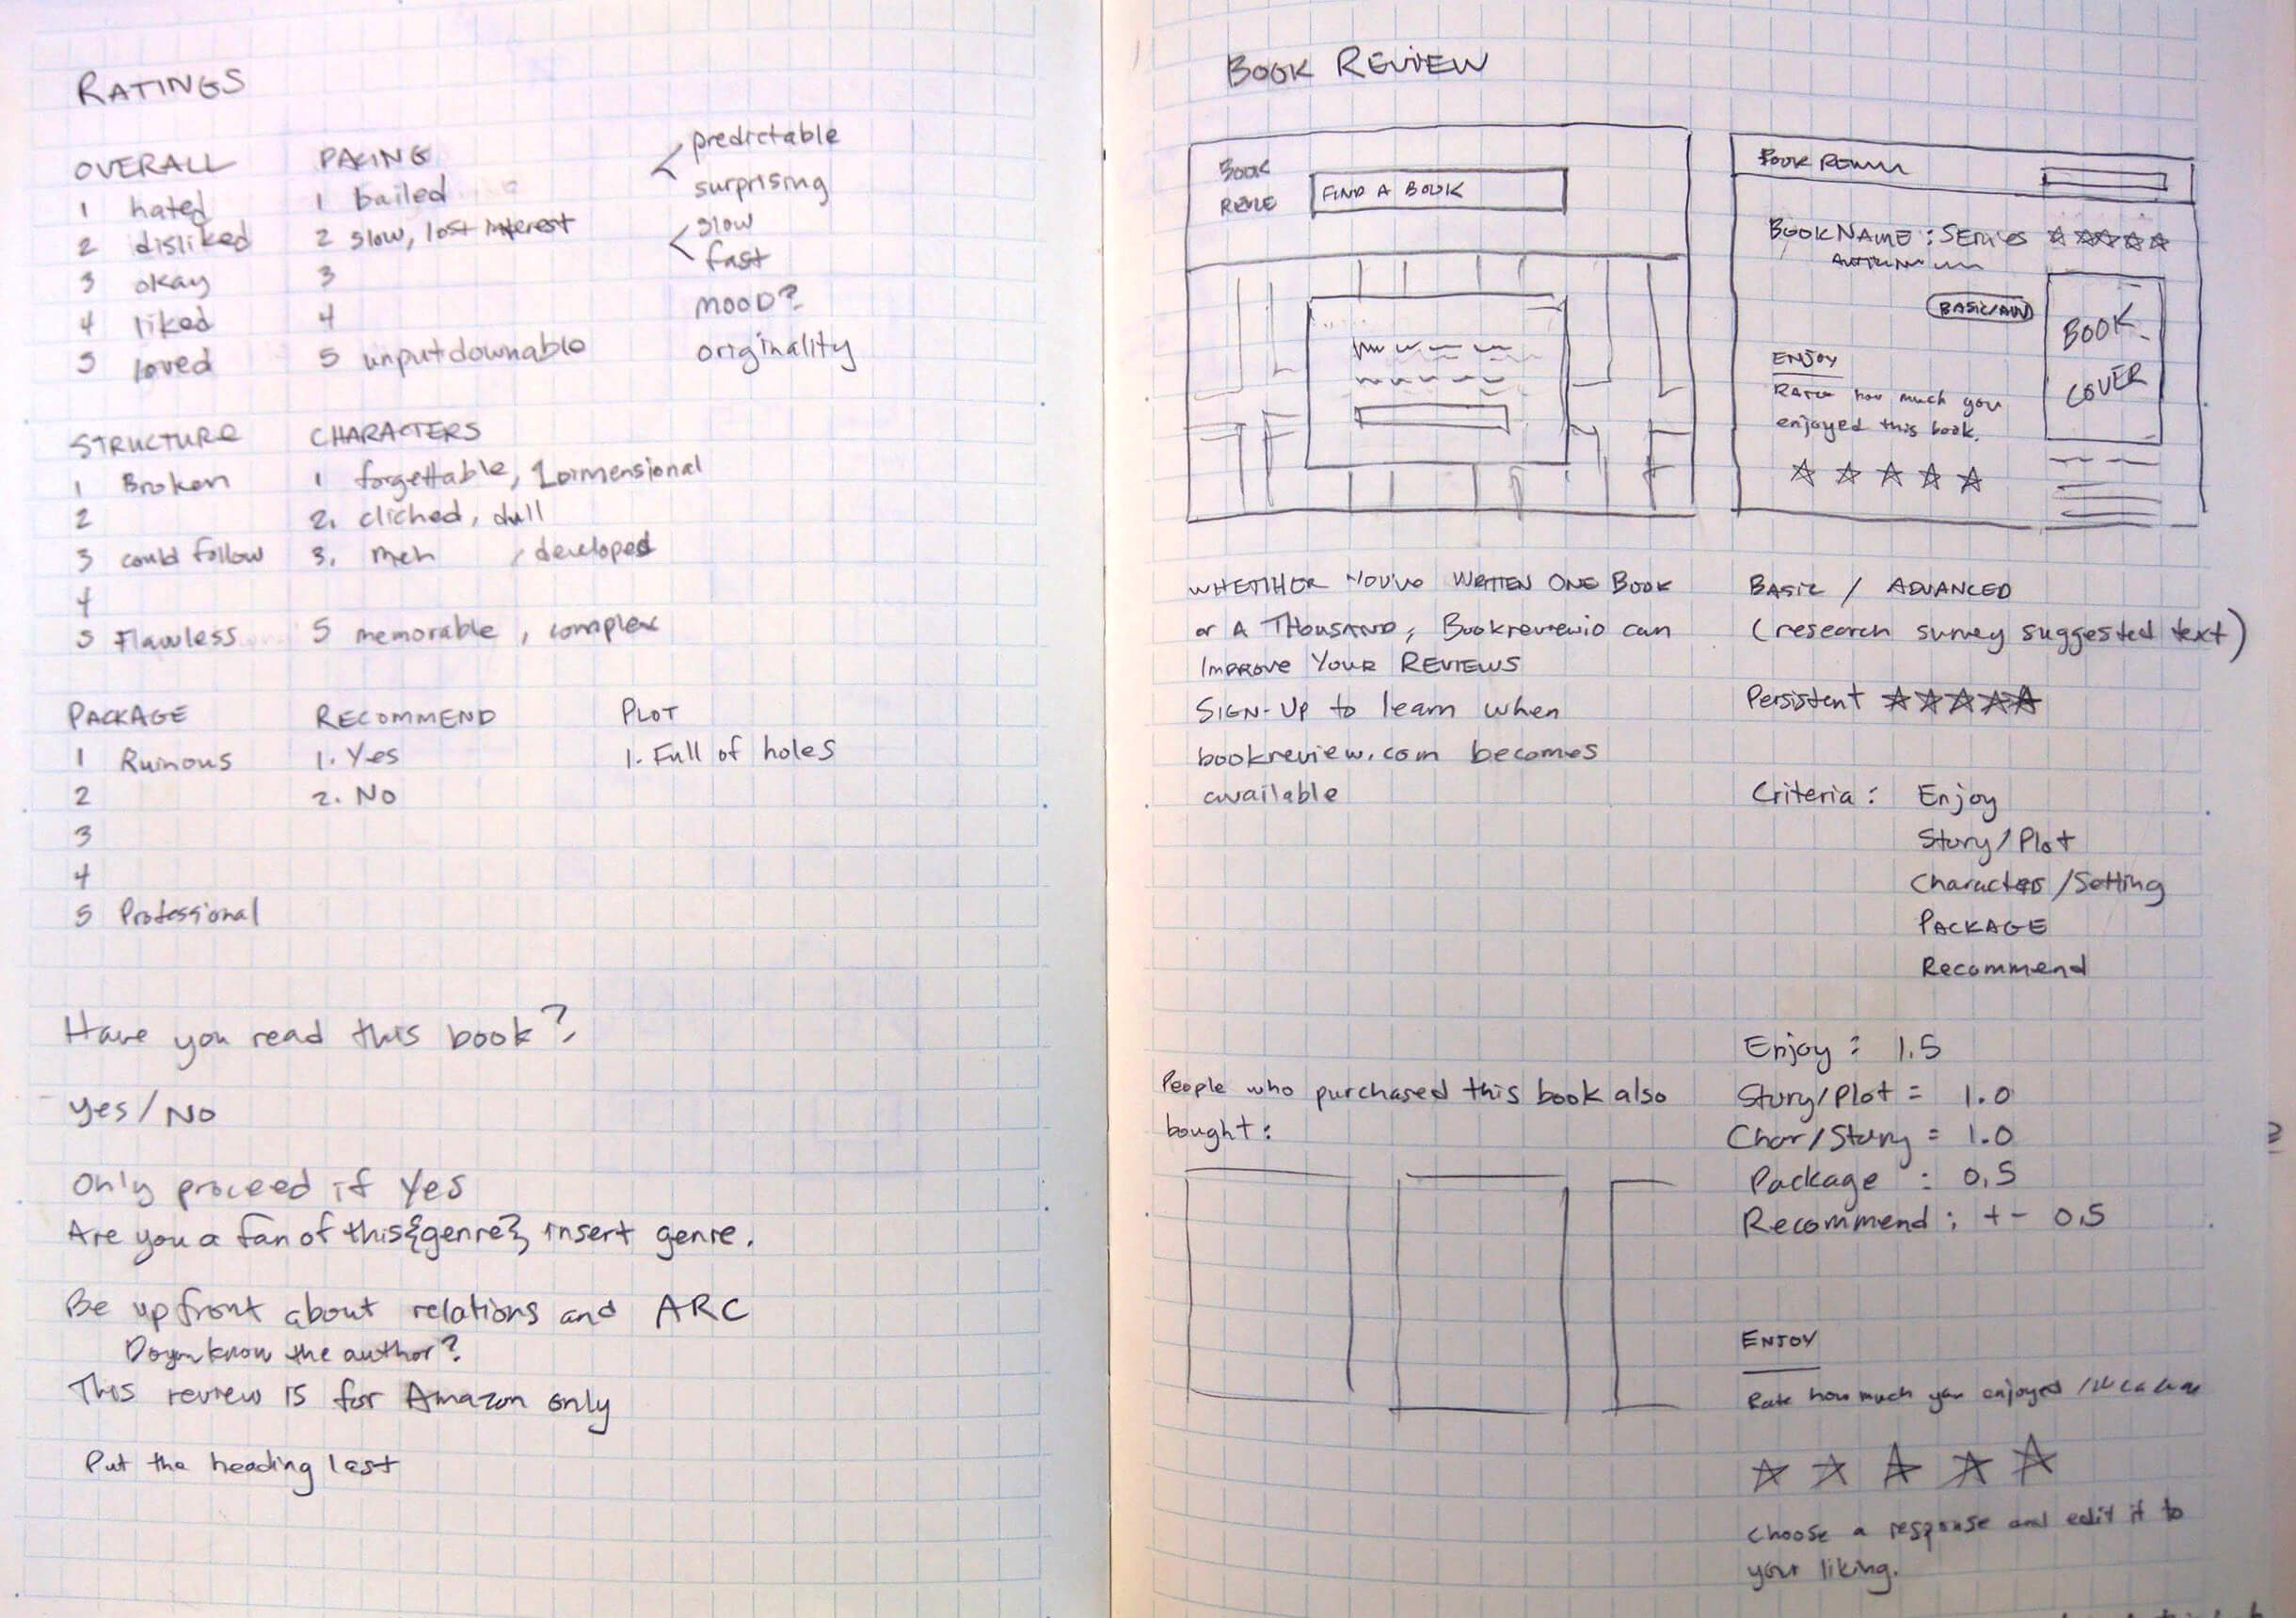 RATINGS
OVERALL
1 hated
2 disliked
3 okay
4 liked
5 loved
PACING
1 bailed
2 slow, lost interest
3
4
5 unputdownable
predictable
surprising
slow
fast
MOOD?
originality
STRUCTURE
1 Broken
2
3 could follow
4
5 Flawless
CHARACTERS
1 forgettable, 1 dimensional
2. cliched, dull
3. meh , developed
5 memorable, complex
PACKAGE
1 Ruinous
2
3
4
5 Professional
RECOMMEND
1. Yes
2. No
PLOT
1. Full of holes
Have you read this book?
yes/No
Only proceed if Yes
Are you a fan of this {genre} insert genre.
Be upfront about relations and ARC
Do you know the author?
This review is for Amazon only
Put the heading last
BOOK REVIEW
BOOK
FIND A BOOK
BOOK
BOOK NAME : SERIES
BASIC/
BOOK
COVER
ENJOY
RATE how much you
enjoyed this book.
WHETHER YOU'VE WRITTEN ONE BOOK
or A THOUSAND, Bookreviewio can
IMPROVE YOUR REVIEWS
SIGN-UP to learn when
bookreview.com becomes
available
BASIC / ADVANCED
(research survey suggested text)
Persistent
Criteria : Enjoy
Story/Plot
Characters/Setting
PACKAGE
Recommend
People who purchased this book also
bought :
Enjoy : 1.5
Story/Plot = 1.0
Char/Story = 1.0
Package : 0.5
Recommend : +- 0.5
ENJOY
Rate how much you enjoyed
choose a response and edit it to
your liking.